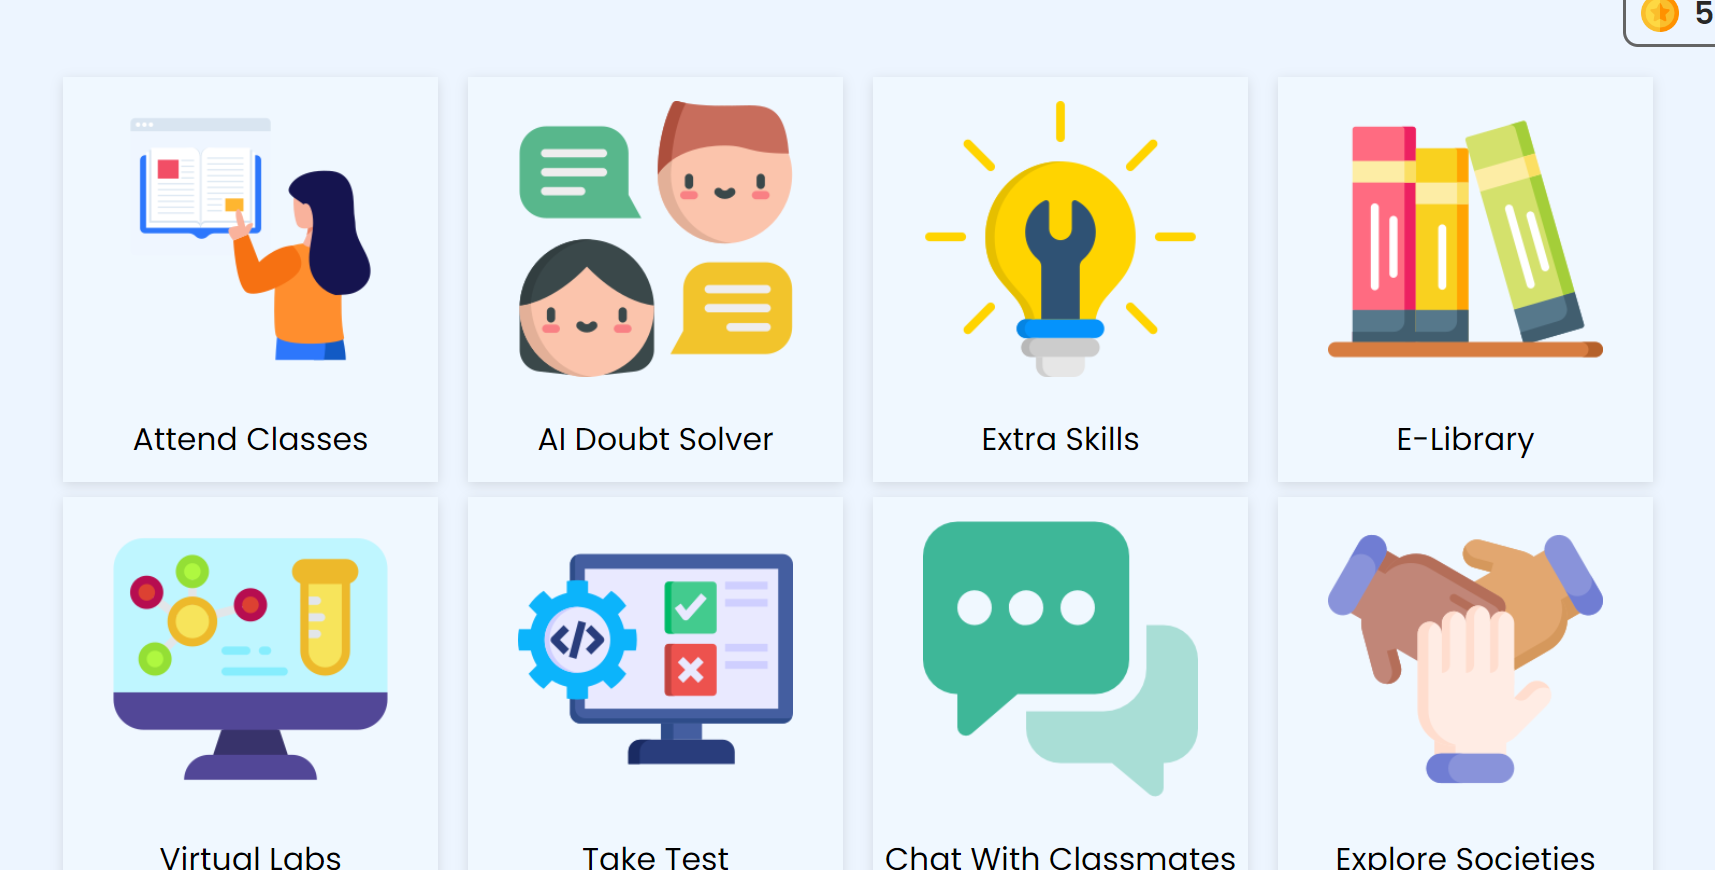 5
Attend Classes
AI Doubt Solver
Extra Skills
E-Library
</>
Virtual Labs
Take Test
Chat With Classmates
Explore Societies